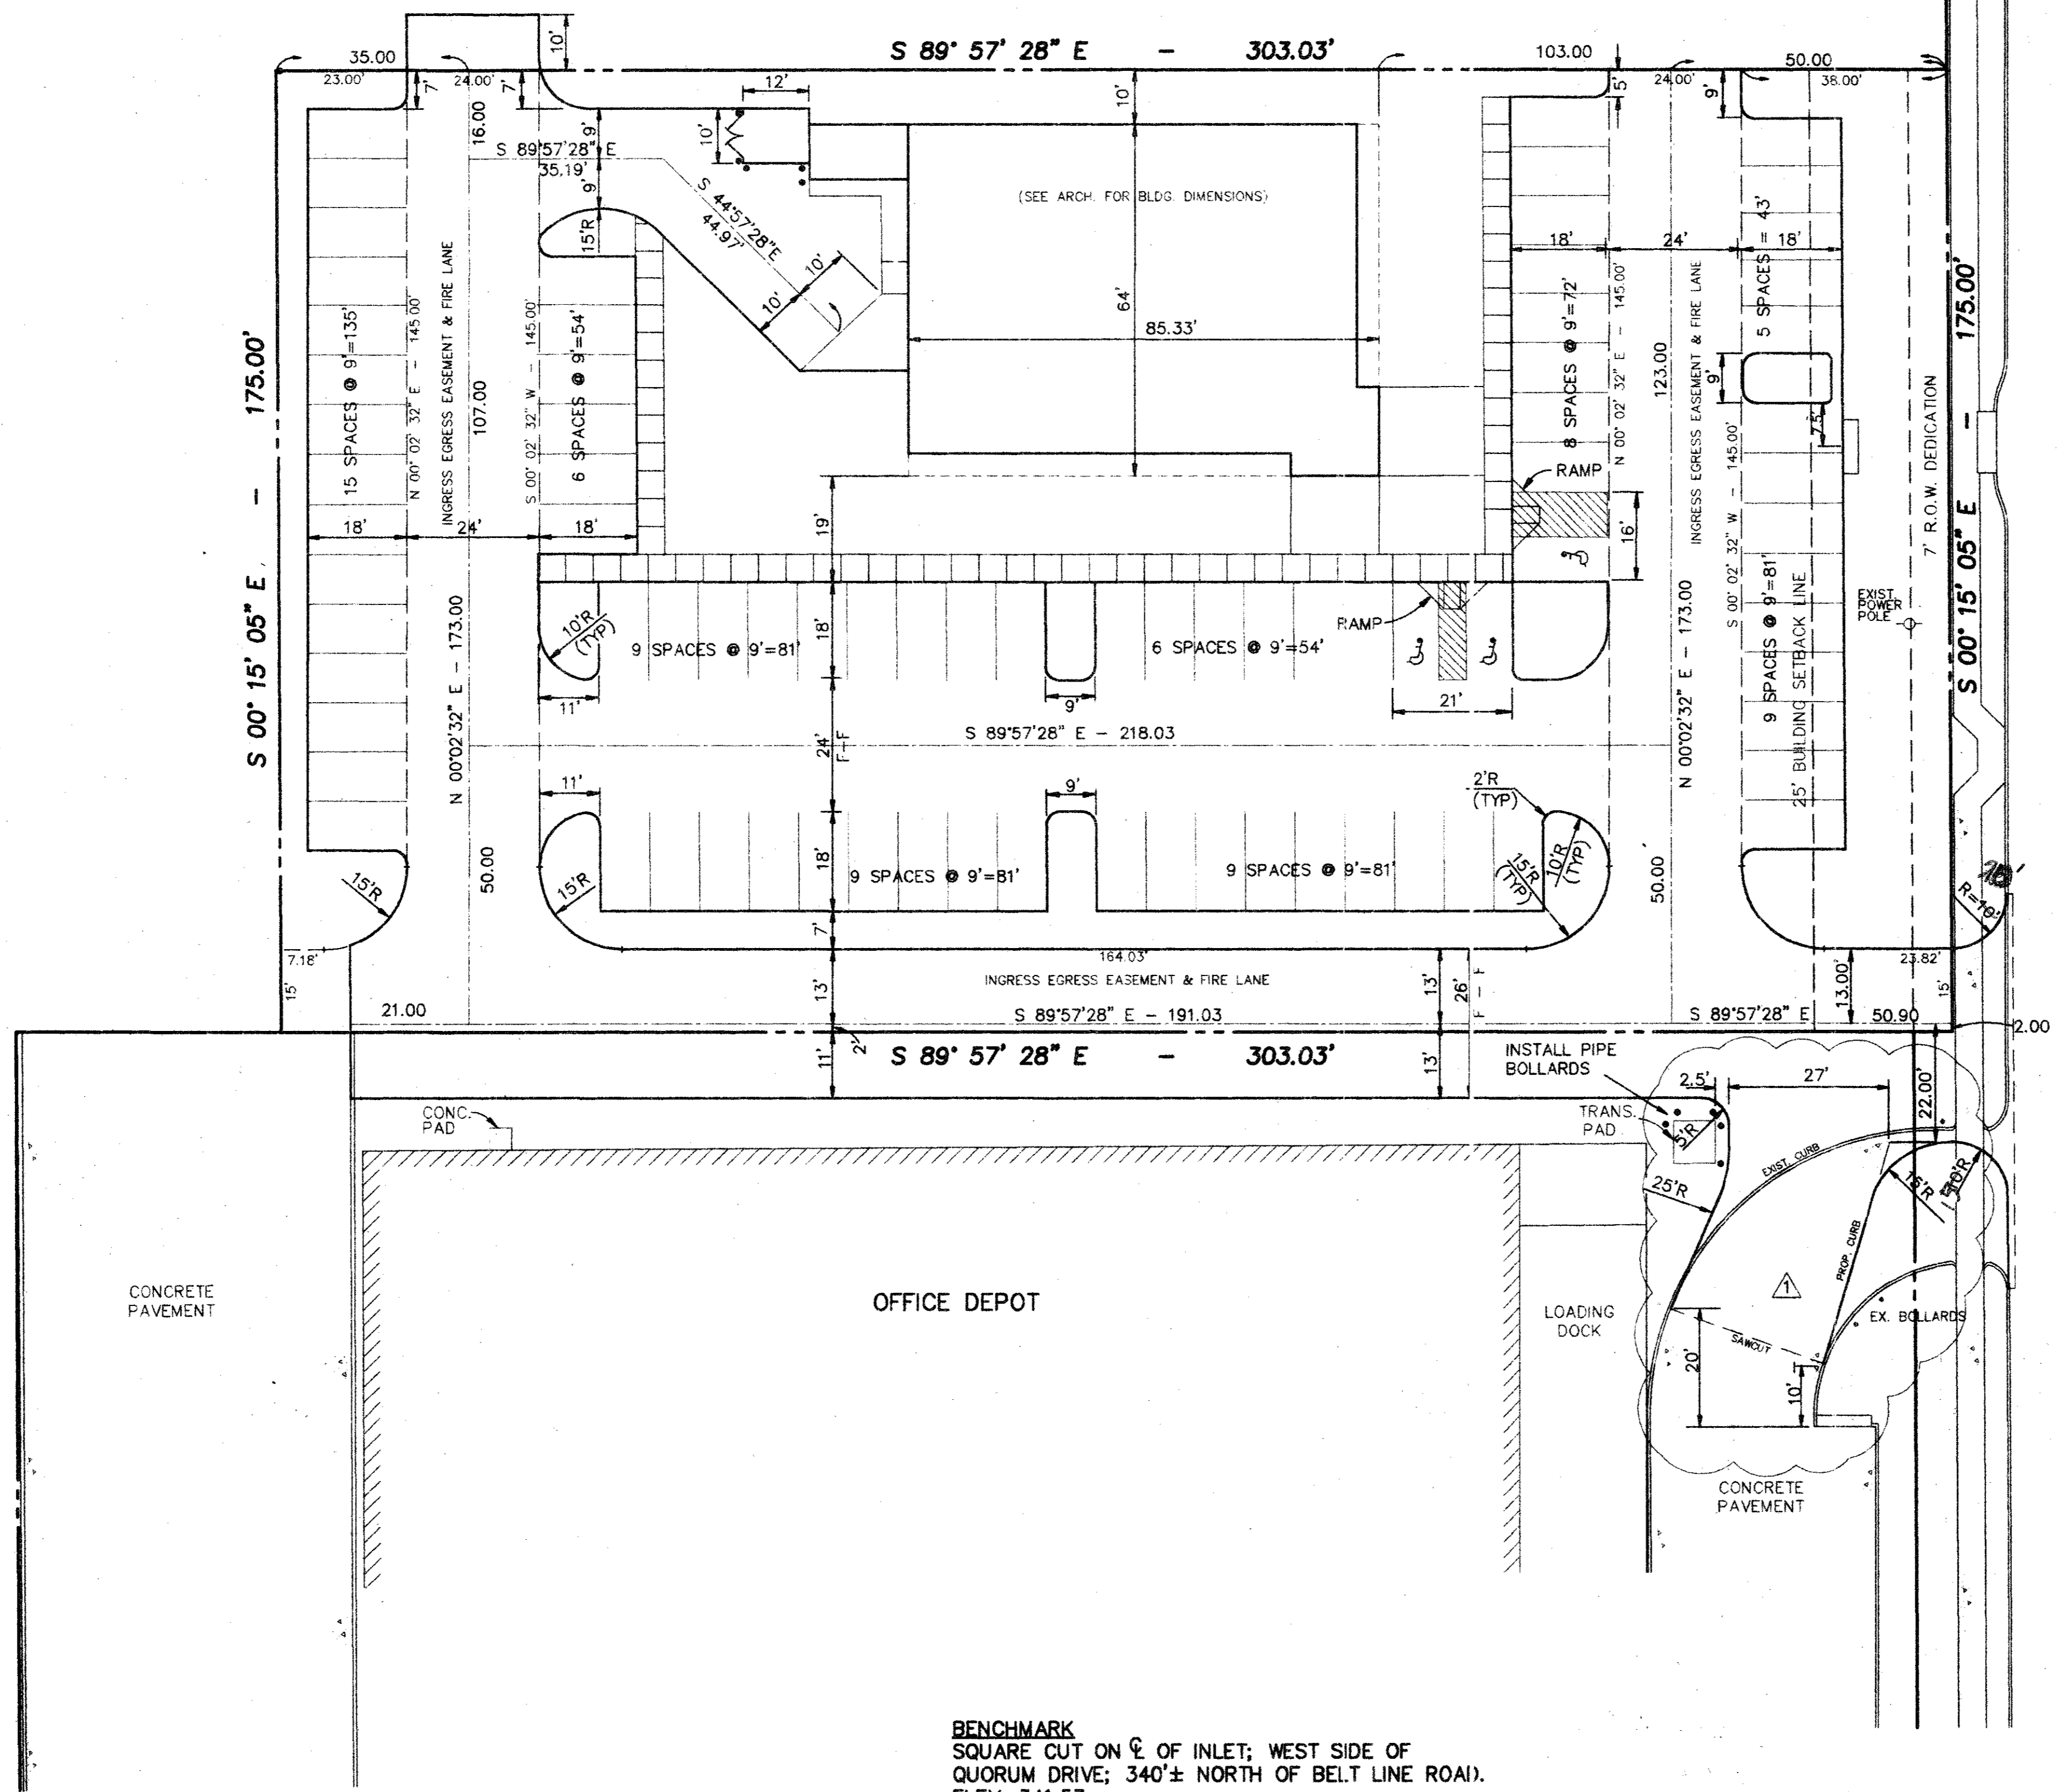 S 89° 57' 28" E - 303.03'
35.00
23.00'
24.00'
7'
7'
10'
12'
10'
103.00
50.00
24.00'
38.00'
5'
9'
10'
16.00
S 89°57'28" E
35.19'
9'
9'
15'R
S 44°57'28"E
44.97'
10'
10'
(SEE ARCH. FOR BLDG. DIMENSIONS)
64'
85.33'
18'
24'
18'
15 SPACES @ 9'=135'
N 00° 02' 32" E - 145.00'
INGRESS EGRESS EASEMENT & FIRE LANE
107.00
S 00° 02' 32" W - 145.00'
6 SPACES @ 9'=54'
18'
24'
18'
S 00° 15' 05" E - 175.00'
N 00°02'32" E - 173.00
8 SPACES @ 9'=72'
N 00° 02' 32" E - 145.00'
123.00
INGRESS EGRESS EASEMENT & FIRE LANE
5 SPACES = 43'
9'
7.5'
S 00° 02' 32" W - 145.00'
9 SPACES @ 9'=81'
25' BUILDING SETBACK LINE
7' R.O.W. DEDICATION
S 00° 15' 05" E - 175.00'
EXIST.
POWER
POLE
N 00°02'32" E - 173.00
RAMP
16'
19'
10'R
(TYP)
9 SPACES @ 9'=81'
18'
6 SPACES @ 9'=54'
RAMP
11'
9'
21'
24'
F-F
S 89°57'28" E - 218.03
11'
9'
2'R
(TYP)
50.00
15'R
15'R
18'
9 SPACES @ 9'=81'
9 SPACES @ 9'=81'
15'R
(TYP)
10'R
(TYP)
50.00
R=10'
7'
7.18'
15'
164.03'
INGRESS EGRESS EASEMENT & FIRE LANE
13'
13'
26'
F - F
13.00'
23.82'
15'
21.00
S 89°57'28" E - 191.03
S 89°57'28" E
50.90
2.00
11'
2'
S 89° 57' 28" E - 303.03'
13'
INSTALL PIPE
BOLLARDS
2.5'
27'
22.00'
CONC.
PAD
TRANS.
PAD
5'R
25'R
EXIST. CURB
15'R
10'R
PROP. CURB
1
CONCRETE
PAVEMENT
OFFICE DEPOT
LOADING
DOCK
EX. BOLLARDS
SAWCUT
20'
10'
CONCRETE
PAVEMENT
BENCHMARK
SQUARE CUT ON ℄ OF INLET; WEST SIDE OF
QUORUM DRIVE; 340'± NORTH OF BELT LINE ROAD.